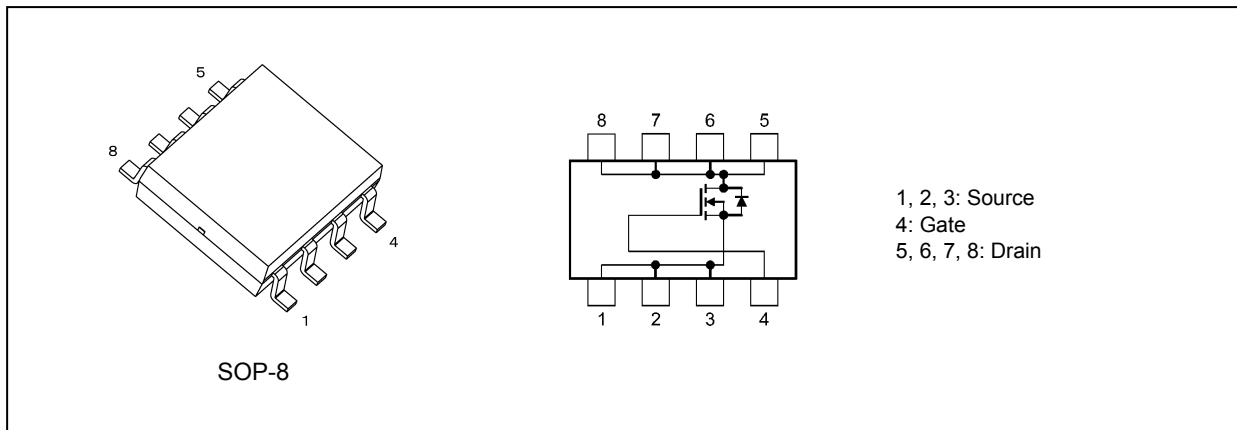 5
8
4
1
SOP-8
8 7 6 5
1 2 3 4
1, 2, 3: Source
4: Gate
5, 6, 7, 8: Drain